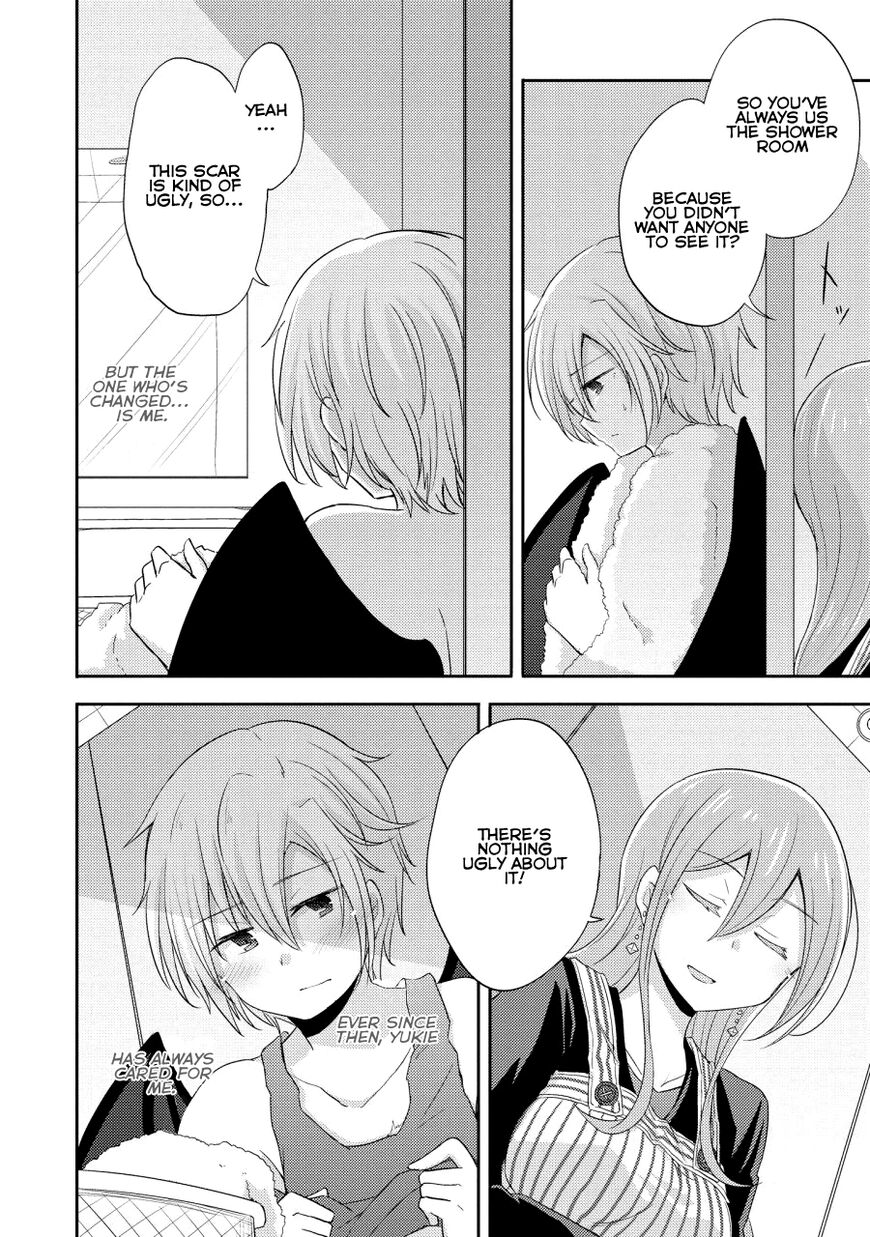 SO YOU'VE
ALWAYS US
THE SHOWER
ROOM
BECAUSE
YOU DIDN'T
WANT ANYONE
TO SEE IT?
YEAH
...
THIS SCAR
IS KIND OF
UGLY, SO...
BUT THE
ONE WHO'S
CHANGED...
IS ME.
THERE'S
NOTHING
UGLY ABOUT
IT!
EVER SINCE
THEN, YUKIE
HAS ALWAYS
CARED FOR
ME.